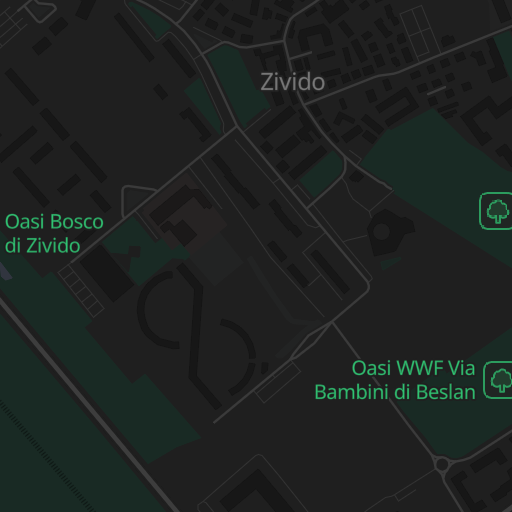 Zivido
Oasi Bosco
di Zivido
Oasi WWF Via
Bambini di Beslan